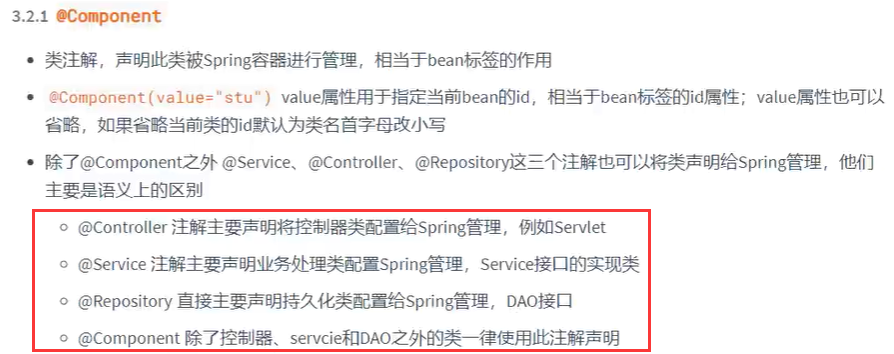 3.2.1 @Component
• 类注解，声明此类被Spring容器进行管理，相当于bean标签的作用
• @Component(value="stu") value属性用于指定当前bean的id，相当于bean标签的id属性；value属性也可以
省略，如果省略当前类的id默认为类名首字母改小写
• 除了@Component之外 @Service、@Controller、@Repository这三个注解也可以将类声明给Spring管理，他们
主要是语义上的区别
○ @Controller 注解主要声明将控制器类配置给Spring管理，例如Servlet
○ @Service 注解主要声明业务处理类配置Spring管理，Service接口的实现类
○ @Repository 直接主要声明持久化类配置给Spring管理，DAO接口
○ @Component 除了控制器、servcie和DAO之外的类一律使用此注解声明